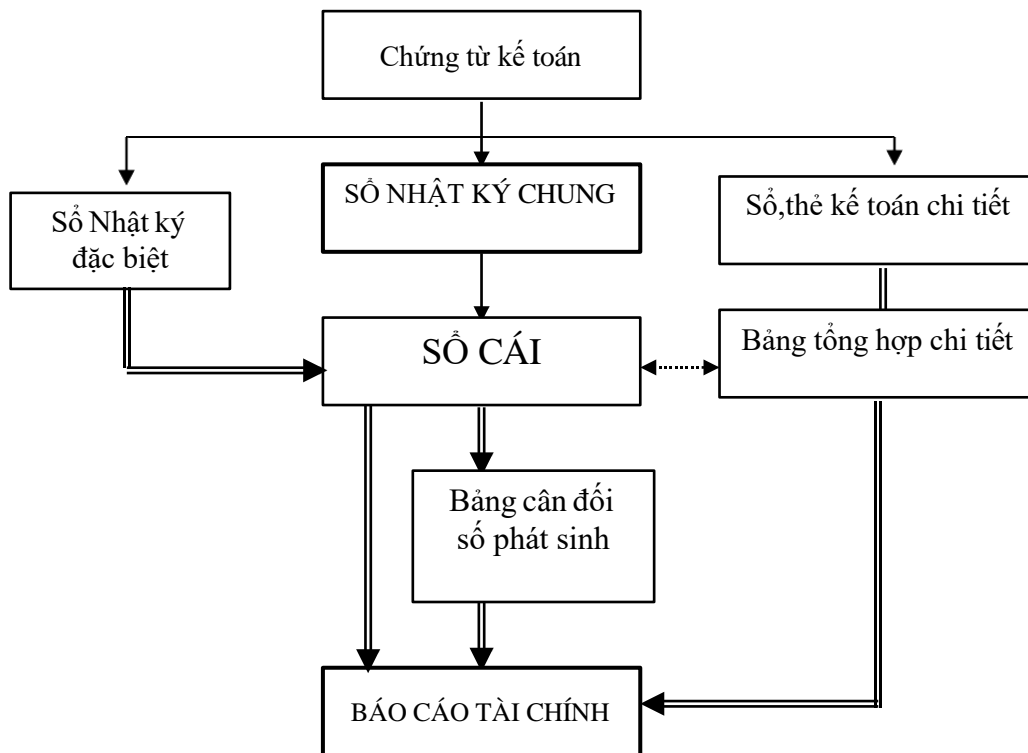 Chứng từ kế toán
SỔ NHẬT KÝ CHUNG
Sổ Nhật ký
đặc biệt
Sổ,thẻ kế toán chi tiết
SỔ CÁI
Bảng tổng hợp chi tiết
Bảng cân đối
số phát sinh
BÁO CÁO TÀI CHÍNH